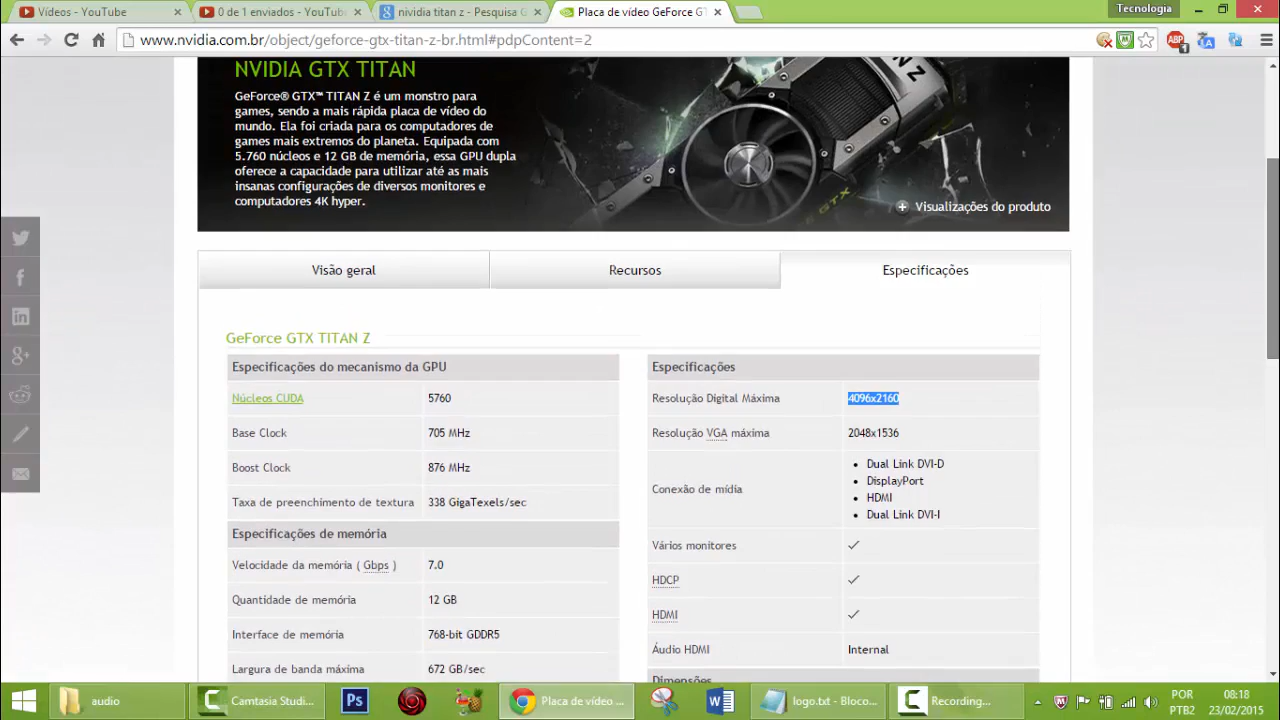 Vídeos - YouTube
0 de 1 enviados - YouTube
nvidia titan z - Pesquisa G
Placa de vídeo GeForce GT
Tecnologia
www.nvidia.com.br/object/geforce-gtx-titan-z-br.html#pdpContent=2
ABP
1
NVIDIA GTX TITAN
GeForce® GTX™ TITAN Z é um monstro para
games, sendo a mais rápida placa de vídeo do
mundo. Ela foi criada para os computadores de
games mais extremos do planeta. Equipada com
5.760 núcleos e 12 GB de memória, essa GPU dupla
oferece a capacidade para utilizar até as mais
insanas configurações de diversos monitores e
computadores 4K hyper.
GTX
Visualizações do produto
Visão geral
Recursos
Especificações
GeForce GTX TITAN Z
Especificações do mecanismo da GPU
Núcleos CUDA 5760
Base Clock 705 MHz
Boost Clock 876 MHz
Taxa de preenchimento de textura 338 GigaTexels/sec
Especificações de memória
Velocidade da memória ( Gbps ) 7.0
Quantidade de memória 12 GB
Interface de memória 768-bit GDDR5
Largura de banda máxima 672 GB/sec
Especificações
Resolução Digital Máxima 4096x2160
Resolução VGA máxima 2048x1536
Conexão de mídia
Dual Link DVI-D
DisplayPort
HDMI
Dual Link DVI-I
Vários monitores
HDCP
HDMI
Áudio HDMI Internal
Dimensões
audio
Camtasia Studi...
Ps
Placa de vídeo ...
logo.txt - Bloco...
Recording...
POR
PTB2
08:18
23/02/2015